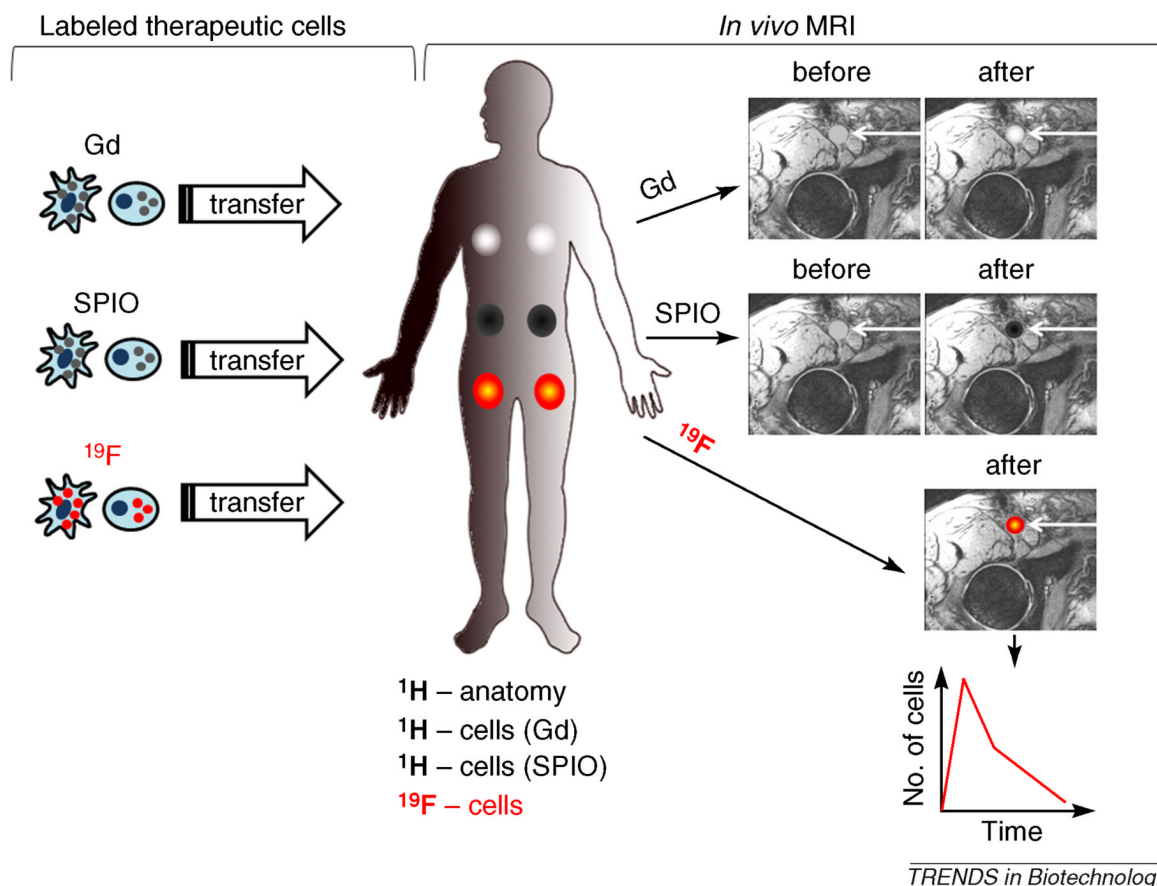 Labeled therapeutic cells
In vivo MRI
before after
Gd
transfer
Gd
before after
SPIO
transfer
SPIO
¹⁹F
transfer
¹⁹F
after
¹H – anatomy
¹H – cells (Gd)
¹H – cells (SPIO)
¹⁹F – cells
No. of cells
Time
TRENDS in Biotechnolog